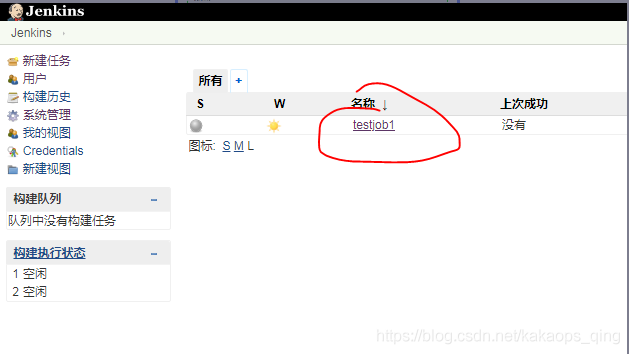 Jenkins
Jenkins
新建任务
用户
构建历史
系统管理
我的视图
Credentials
新建视图
构建队列
队列中没有构建任务
构建执行状态
1 空闲
2 空闲
所有 +
S W 名称 ↓ 上次成功
testjob1 没有
图标: S M L
https://blog.csdn.net/kakaops_qing